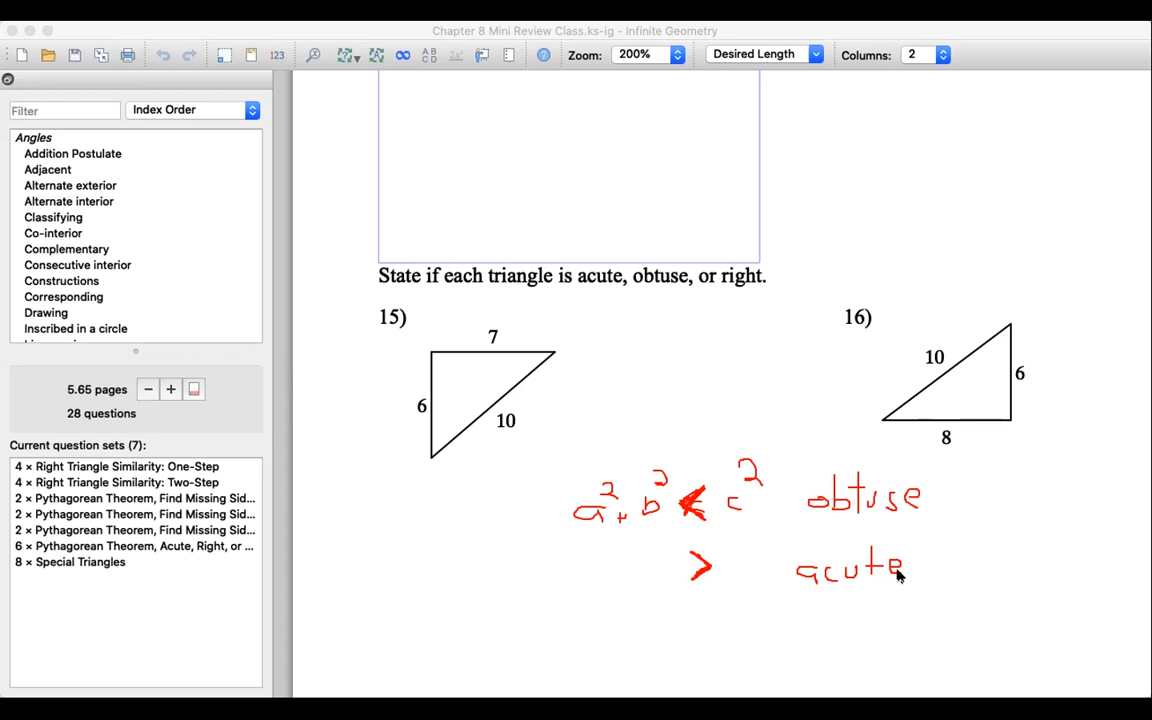 Chapter 8 Mini Review Class.ks-ig - Infinite Geometry
123
A B
C D
2x²
?
Zoom: 200% Desired Length Columns: 2
Filter Index Order
Angles
Addition Postulate
Adjacent
Alternate exterior
Alternate interior
Classifying
Co-interior
Complementary
Consecutive interior
Constructions
Corresponding
Drawing
Inscribed in a circle
5.65 pages − +
28 questions
Current question sets (7):
4 × Right Triangle Similarity: One-Step
4 × Right Triangle Similarity: Two-Step
2 × Pythagorean Theorem, Find Missing Sid...
2 × Pythagorean Theorem, Find Missing Sid...
2 × Pythagorean Theorem, Find Missing Sid...
6 × Pythagorean Theorem, Acute, Right, or ...
8 × Special Triangles
State if each triangle is acute, obtuse, or right.
15)
7
6
10
16)
10
6
8
a² + b² < c² obtuse
> acute